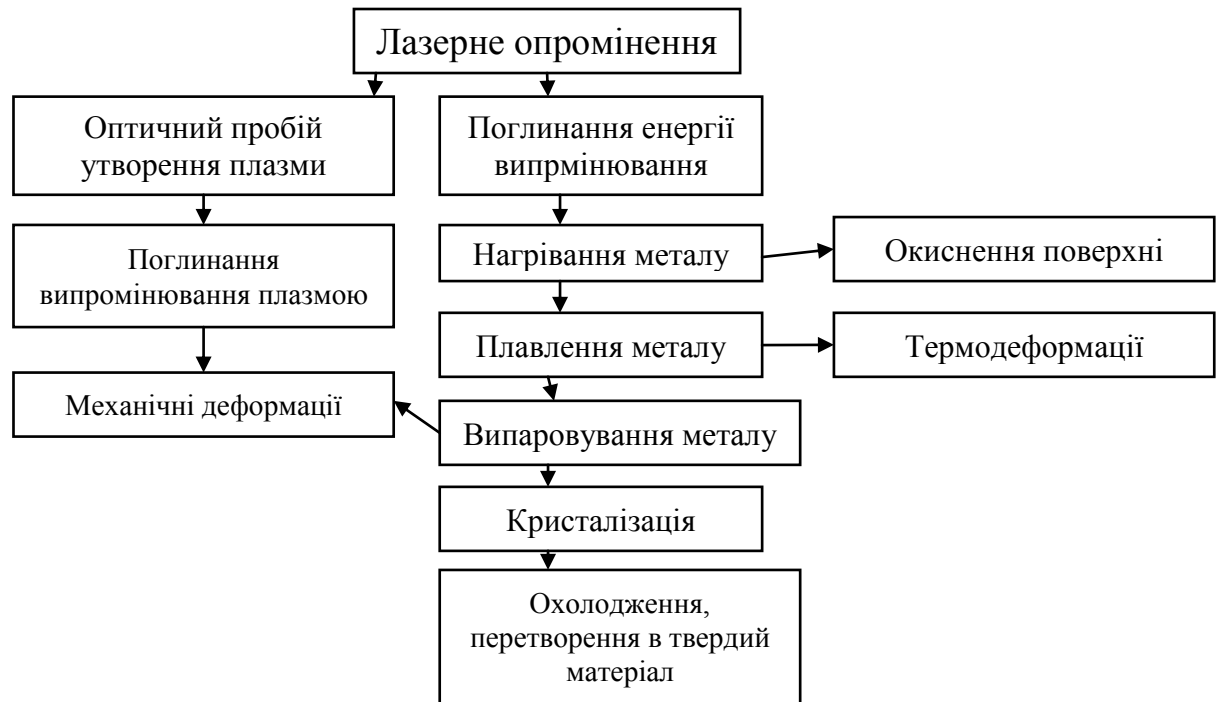 Лазерне опромінення
Оптичний пробій
утворення плазми
Поглинання енергії
випрмінювання
Поглинання
випромінювання плазмою
Нагрівання металу
Окиснення поверхні
Плавлення металу
Термодеформації
Механічні деформації
Випаровування металу
Кристалізація
Охолодження,
перетворення в твердий
матеріал